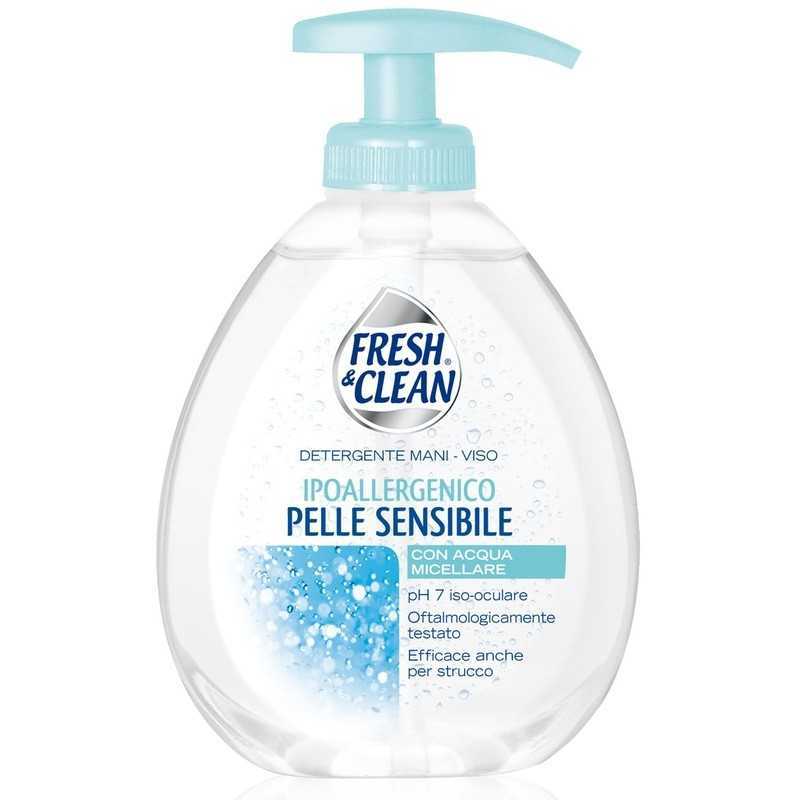 FRESH
& CLEAN®
DETERGENTE MANI - VISO
IPOALLERGENICO
PELLE SENSIBILE
CON ACQUA
MICELLARE
pH 7 iso-oculare
Oftalmologicamente
testato
Efficace anche
per strucco